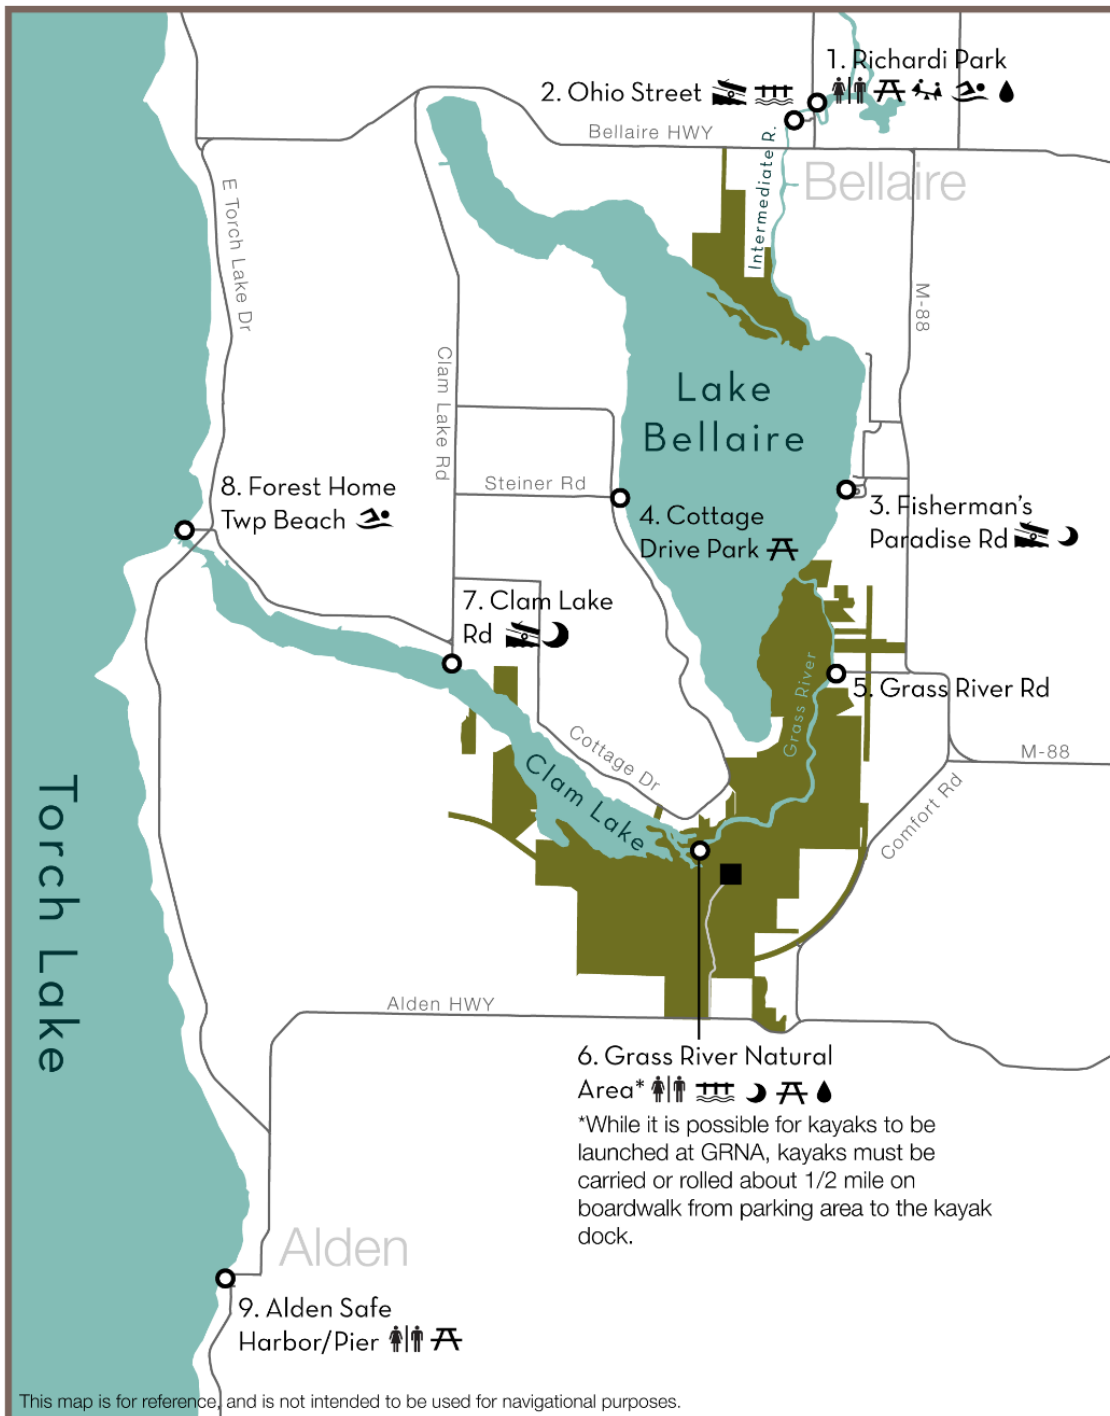 1. Richardi Park
2. Ohio Street
Bellaire HWY
Intermediate R.
Bellaire
E Torch Lake Dr
M-88
Clam Lake Rd
Lake
Bellaire
Steiner Rd
8. Forest Home
Twp Beach
4. Cottage
Drive Park
3. Fisherman's
Paradise Rd
7. Clam Lake
Rd
Grass River
5. Grass River Rd
Cottage Dr
M-88
Clam Lake
Comfort Rd
Torch Lake
Alden HWY
6. Grass River Natural
Area*
*While it is possible for kayaks to be
launched at GRNA, kayaks must be
carried or rolled about 1/2 mile on
boardwalk from parking area to the kayak
dock.
Alden
9. Alden Safe
Harbor/Pier
This map is for reference, and is not intended to be used for navigational purposes.